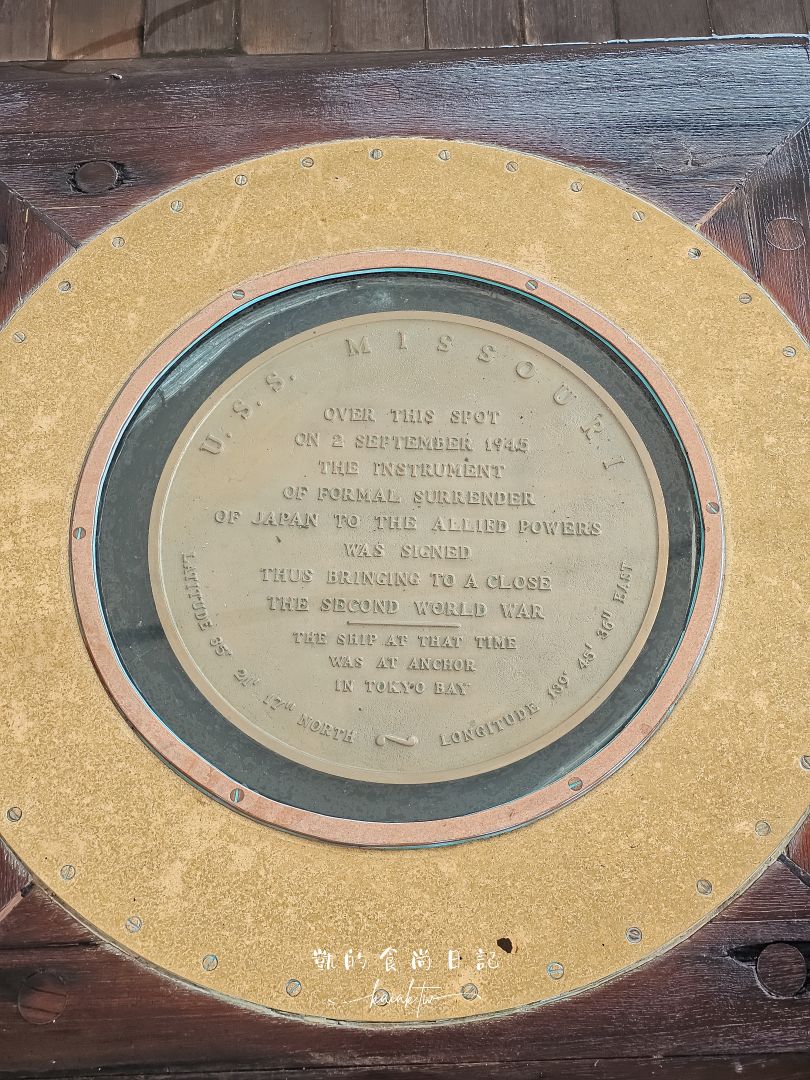 U.S.S. MISSOURI
OVER THIS SPOT
ON 2 SEPTEMBER 1945
THE INSTRUMENT
OF FORMAL SURRENDER
OF JAPAN TO THE ALLIED POWERS
WAS SIGNED
THUS BRINGING TO A CLOSE
THE SECOND WORLD WAR
THE SHIP AT THAT TIME
WAS AT ANCHOR
IN TOKYO BAY
LATITUDE 35° 21' 17" NORTH
LONGITUDE 139° 45' 36" EAST
凱的食尚日記
kaiak.tw